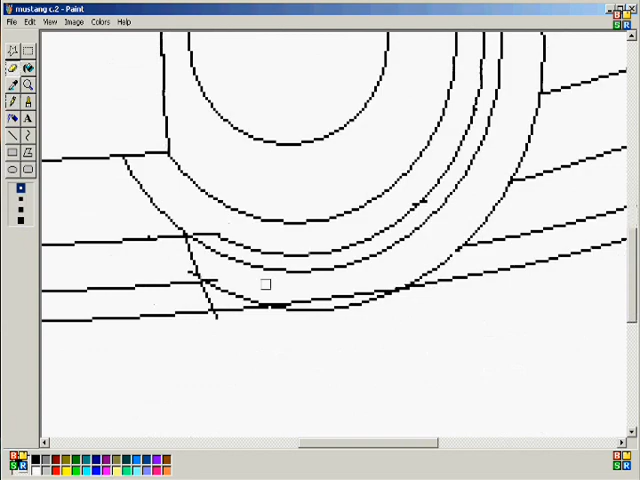 mustang c.2 - Paint
File Edit View Image Colors Help
A
B M
S R
B M
S R
B M
S R